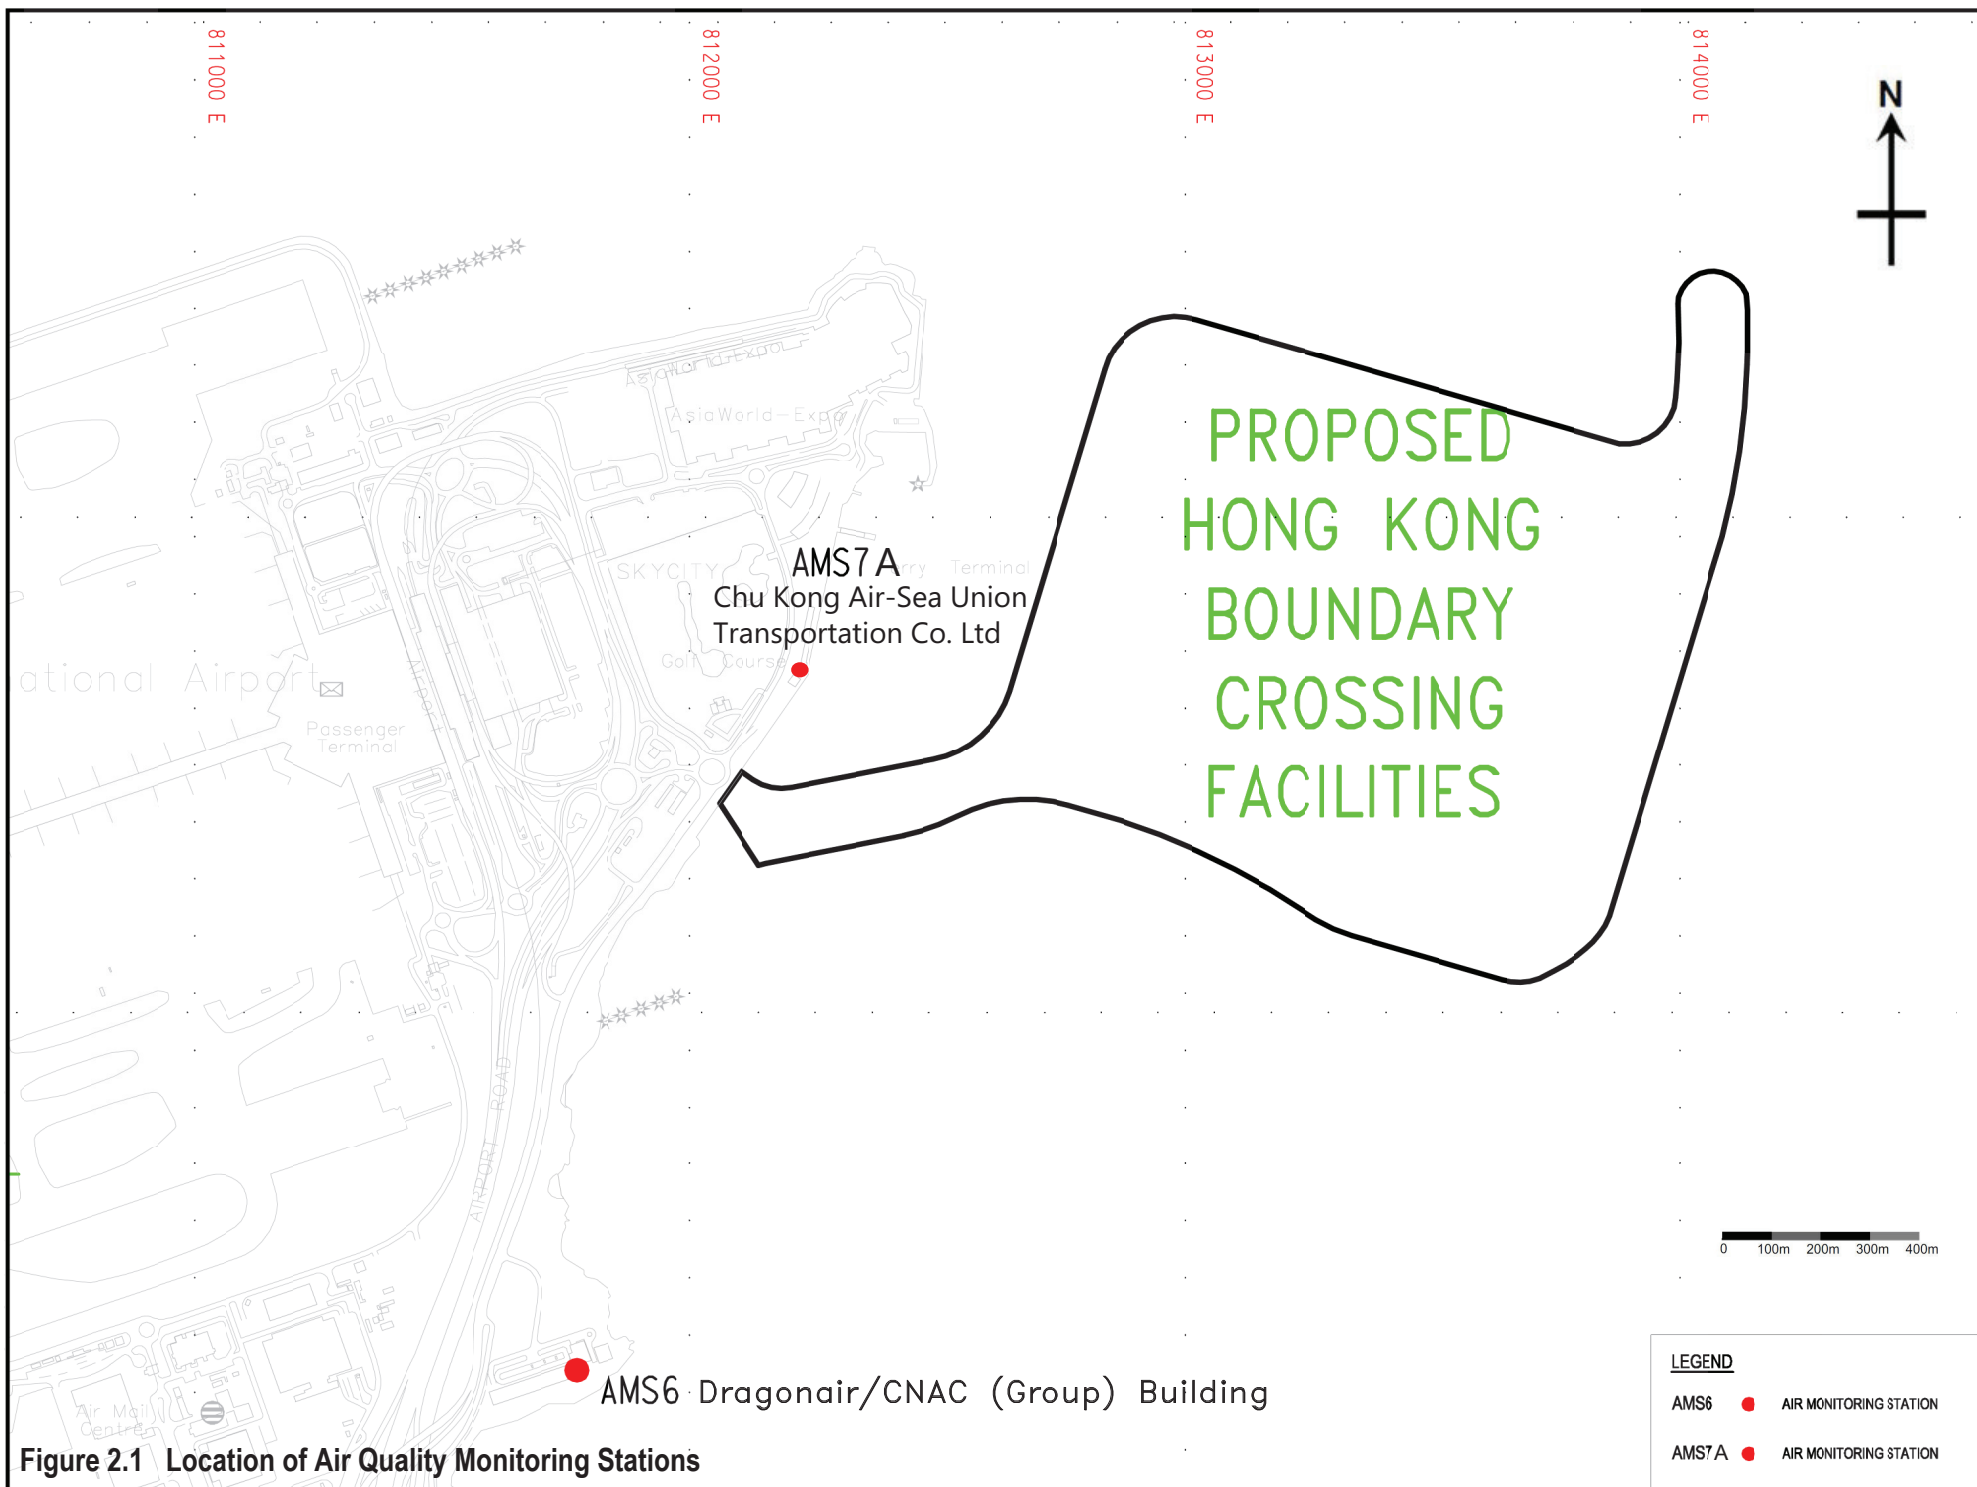 811000 E
812000 E
813000 E
814000 E
N
AsiaWorld-Expo
AsiaWorld-Expo
PROPOSED
HONG KONG
BOUNDARY
CROSSING
FACILITIES
SKYCITY
AMS7A
Terminal
Chu Kong Air-Sea Union
Transportation Co. Ltd
Golf Course
ational Airport
Passenger
Terminal
AIRPORT ROAD
0 100m 200m 300m 400m
AMS6 Dragonair/CNAC (Group) Building
Air Mail
Centre
Figure 2.1 Location of Air Quality Monitoring Stations
LEGEND
AMS6 AIR MONITORING STATION
AMS7A AIR MONITORING STATION